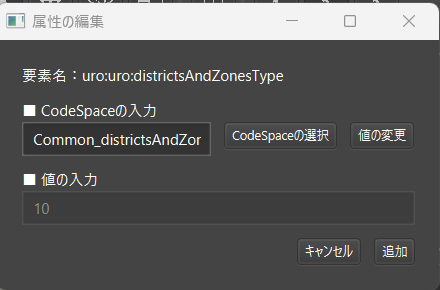 属性の編集
要素名：uro:uro:districtsAndZonesType
■ CodeSpaceの入力
Common_districtsAndZor
CodeSpaceの選択
値の変更
■ 値の入力
10
キャンセル
追加